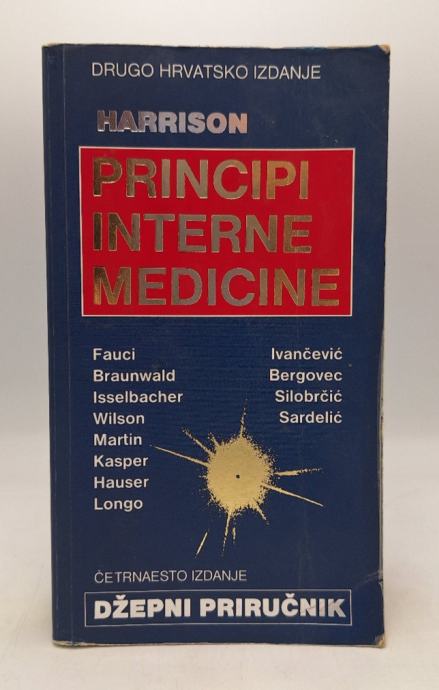 DRUGO HRVATSKO IZDANJE
HARRISON
PRINCIPI
INTERNE
MEDICINE
Fauci
Braunwald
Isselbacher
Wilson
Martin
Kasper
Hauser
Longo
Ivančević
Bergovec
Silobrčić
Sardelić
ČETRNAESTO IZDANJE
DŽEPNI PRIRUČNIK